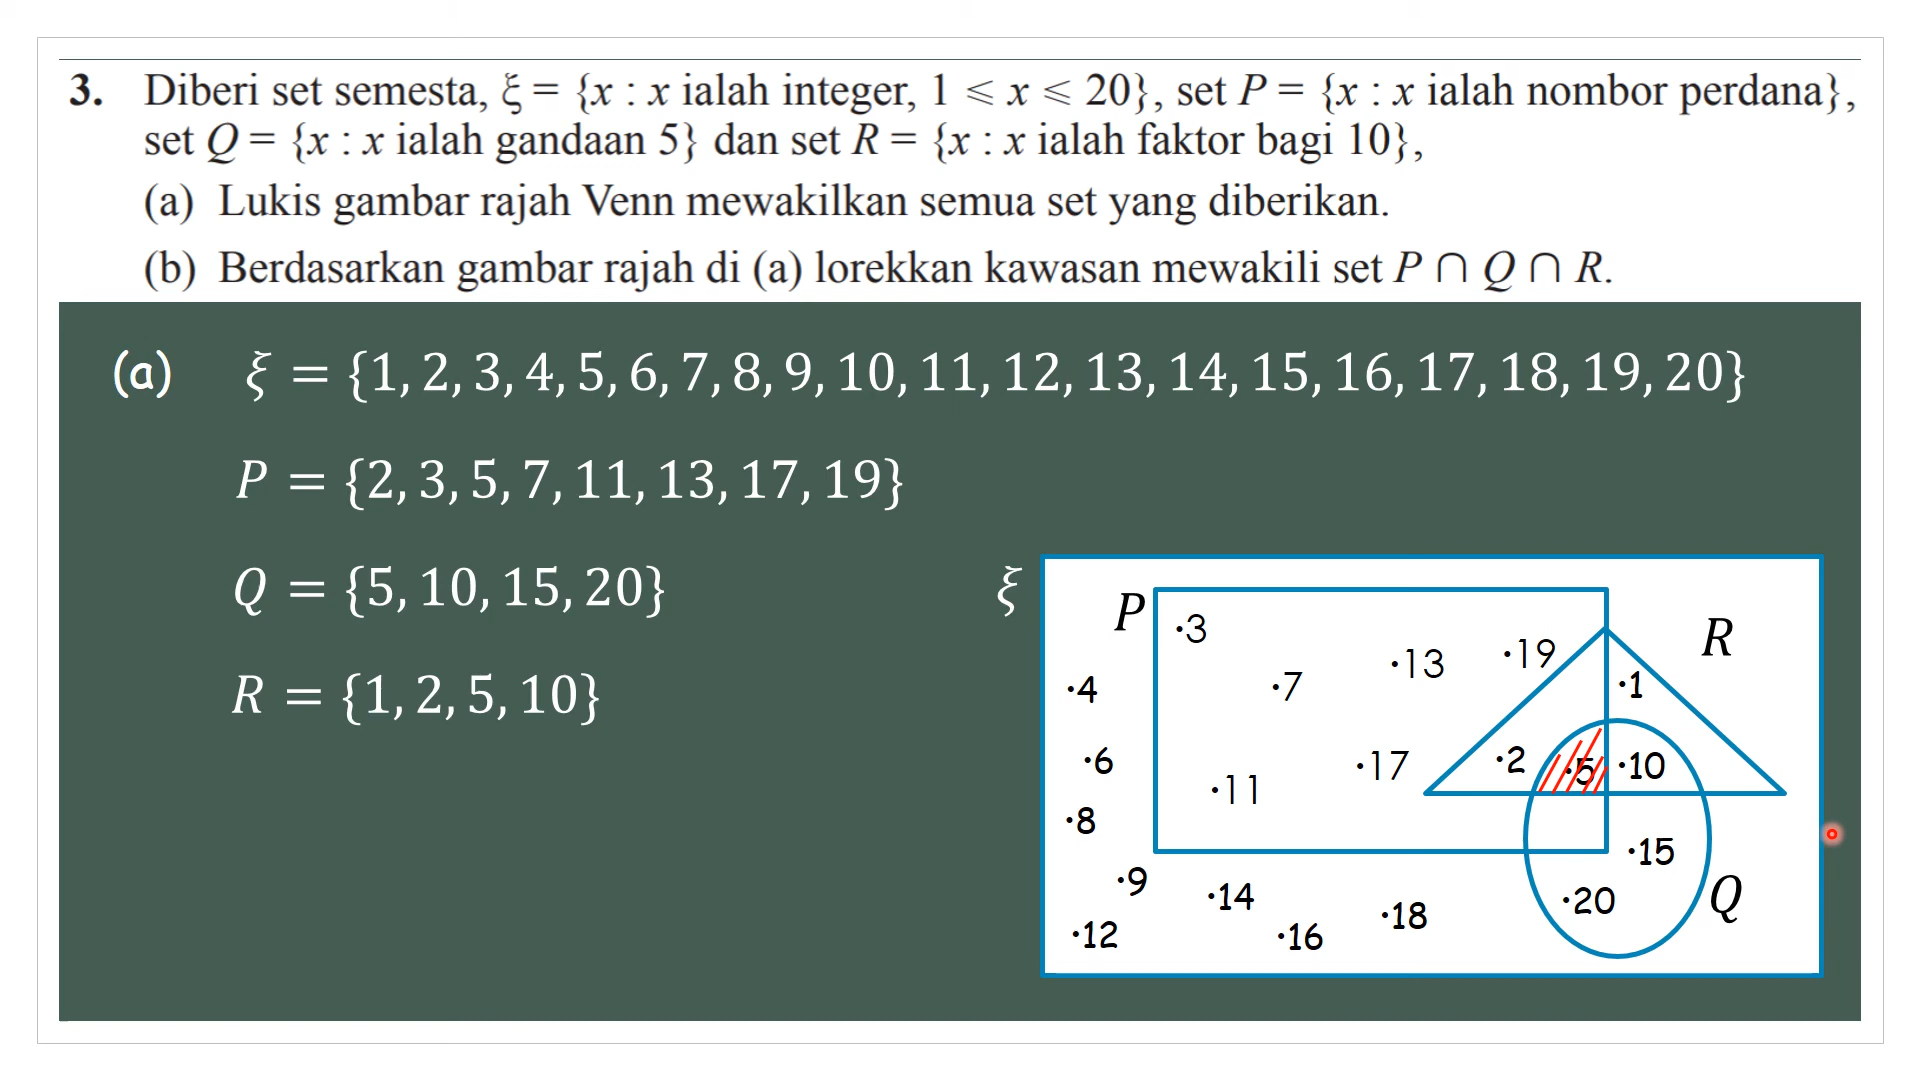 3. Diberi set semesta, ξ = {x : x ialah integer, 1 ⩽ x ⩽ 20}, set P = {x : x ialah nombor perdana},
set Q = {x : x ialah gandaan 5} dan set R = {x : x ialah faktor bagi 10},
(a) Lukis gambar rajah Venn mewakilkan semua set yang diberikan.
(b) Berdasarkan gambar rajah di (a) lorekkan kawasan mewakili set P ∩ Q ∩ R.
(a) ξ = {1, 2, 3, 4, 5, 6, 7, 8, 9, 10, 11, 12, 13, 14, 15, 16, 17, 18, 19, 20}
P = {2, 3, 5, 7, 11, 13, 17, 19}
Q = {5, 10, 15, 20}
R = {1, 2, 5, 10}
ξ
P
R
·3
·13
·19
·4
·7
·1
·6
·17
·2
·5
·10
·11
·8
·15
·9
·14
·18
·20
Q
·12
·16